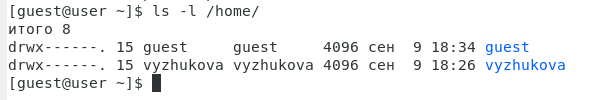 [guest@user ~]$ ls -l /home/
итого 8
drwx------. 15 guest     guest     4096 сен  9 18:34 guest
drwx------. 15 vyzhukova vyzhukova 4096 сен  9 18:26 vyzhukova
[guest@user ~]$